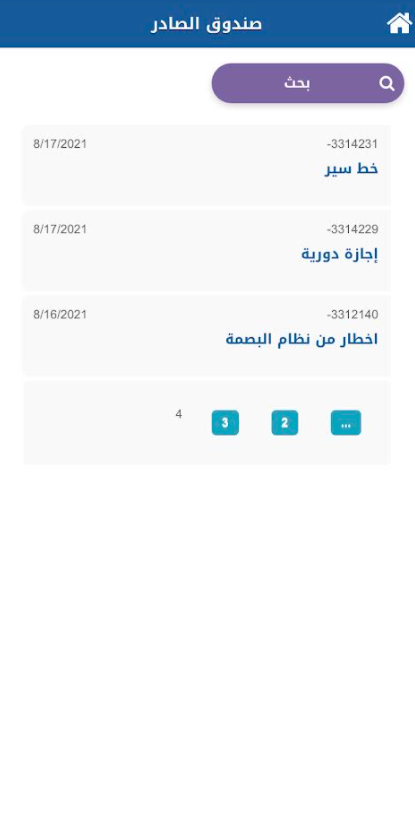 صندوق الصادر
بحث
3314231- 8/17/2021
خط سير
3314229- 8/17/2021
إجازة دورية
3312140- 8/16/2021
اخطار من نظام البصمة
... 2 3 4